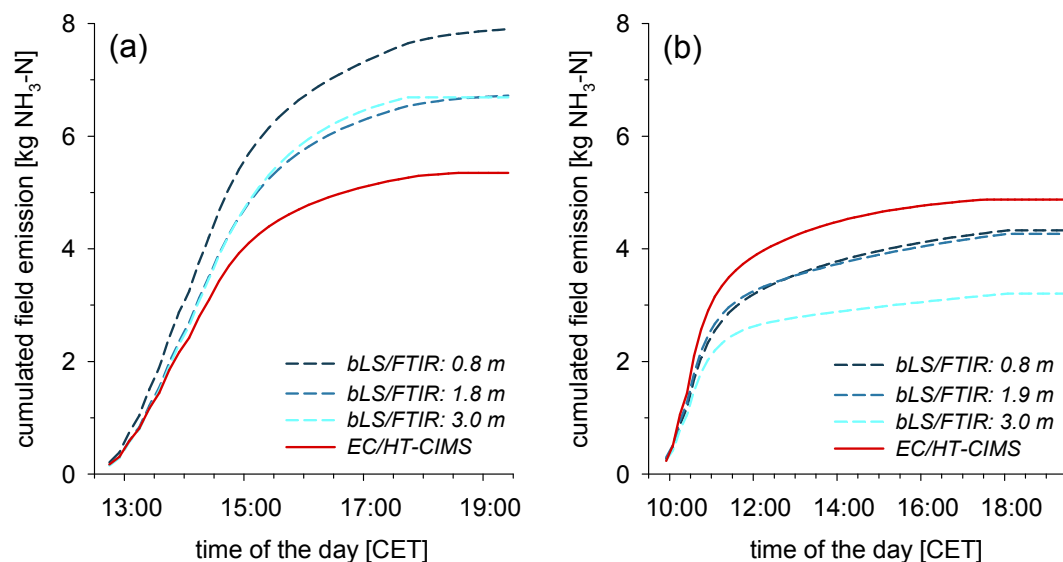 (a)
cumulated field emission [kg NH3-N]
8
6
4
2
0
bLS/FTIR: 0.8 m
bLS/FTIR: 1.8 m
bLS/FTIR: 3.0 m
EC/HT-CIMS
13:00 15:00 17:00 19:00
time of the day [CET]
(b)
cumulated field emission [kg NH3-N]
8
6
4
2
0
bLS/FTIR: 0.8 m
bLS/FTIR: 1.9 m
bLS/FTIR: 3.0 m
EC/HT-CIMS
10:00 12:00 14:00 16:00 18:00
time of the day [CET]